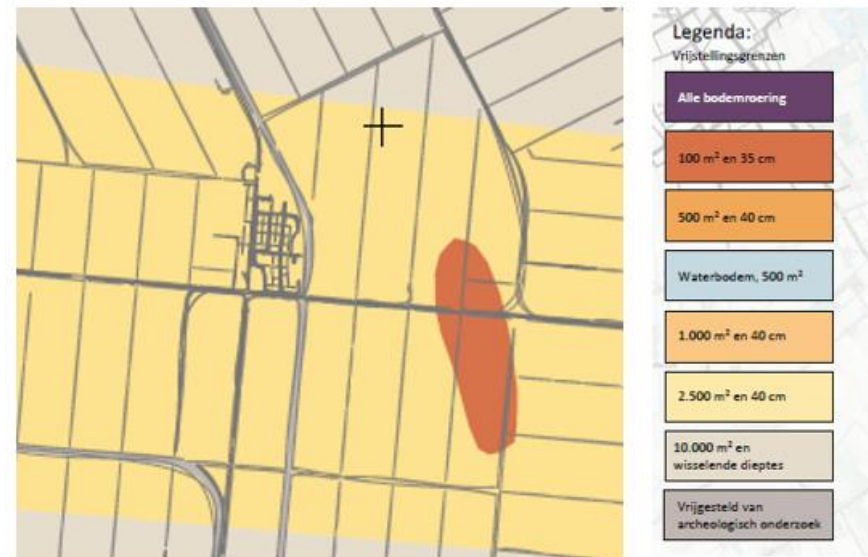 Legenda:
Vrijstellingsgrenzen
Alle bodemroering
100 m² en 35 cm
500 m² en 40 cm
Waterbodem, 500 m²
1.000 m² en 40 cm
2.500 m² en 40 cm
10.000 m² en
wisselende dieptes
Vrijgesteld van
archeologisch onderzoek